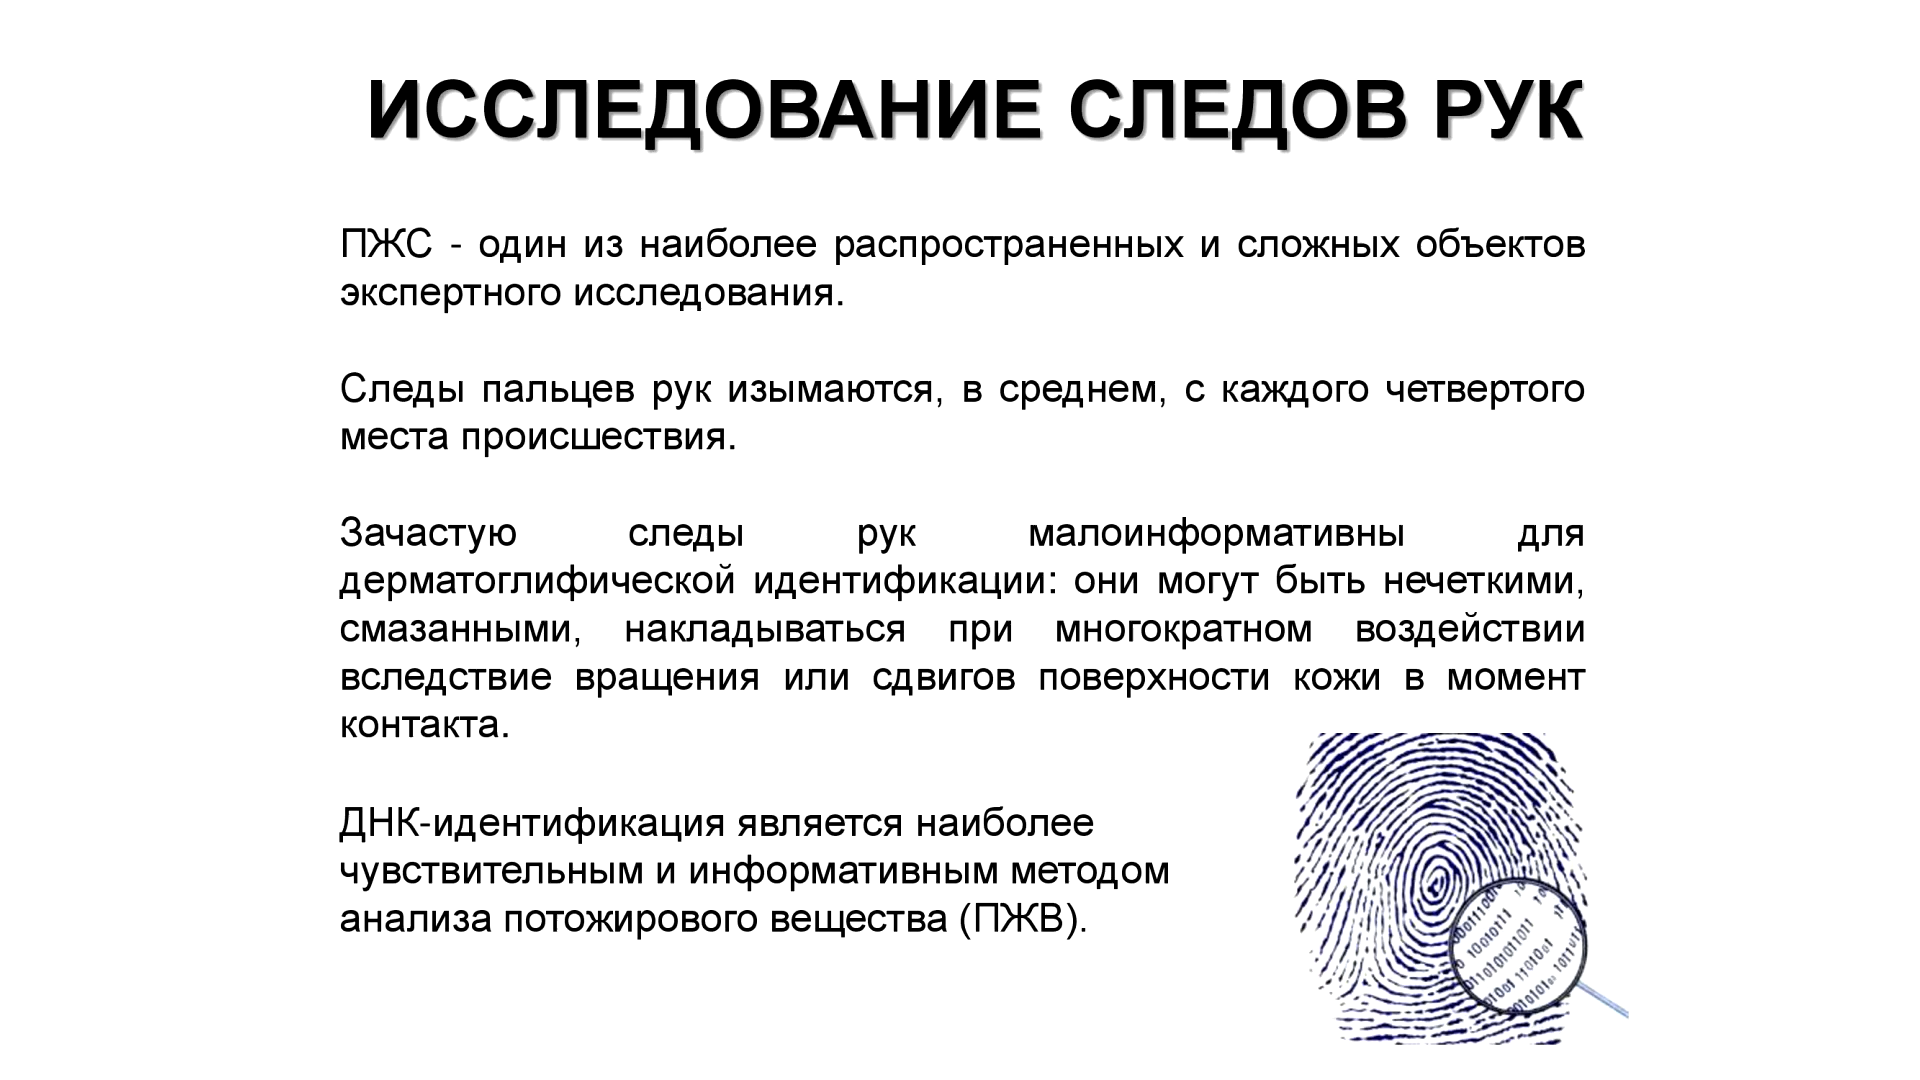 ИССЛЕДОВАНИЕ СЛЕДОВ РУК
ПЖС - один из наиболее распространенных и сложных объектов
экспертного исследования.
Следы пальцев рук изымаются, в среднем, с каждого четвертого
места происшествия.
Зачастую следы рук малоинформативны для
дерматоглифической идентификации: они могут быть нечеткими,
смазанными, накладываться при многократном воздействии
вследствие вращения или сдвигов поверхности кожи в момент
контакта.
ДНК-идентификация является наиболее
чувствительным и информативным методом
анализа потожирового вещества (ПЖВ).